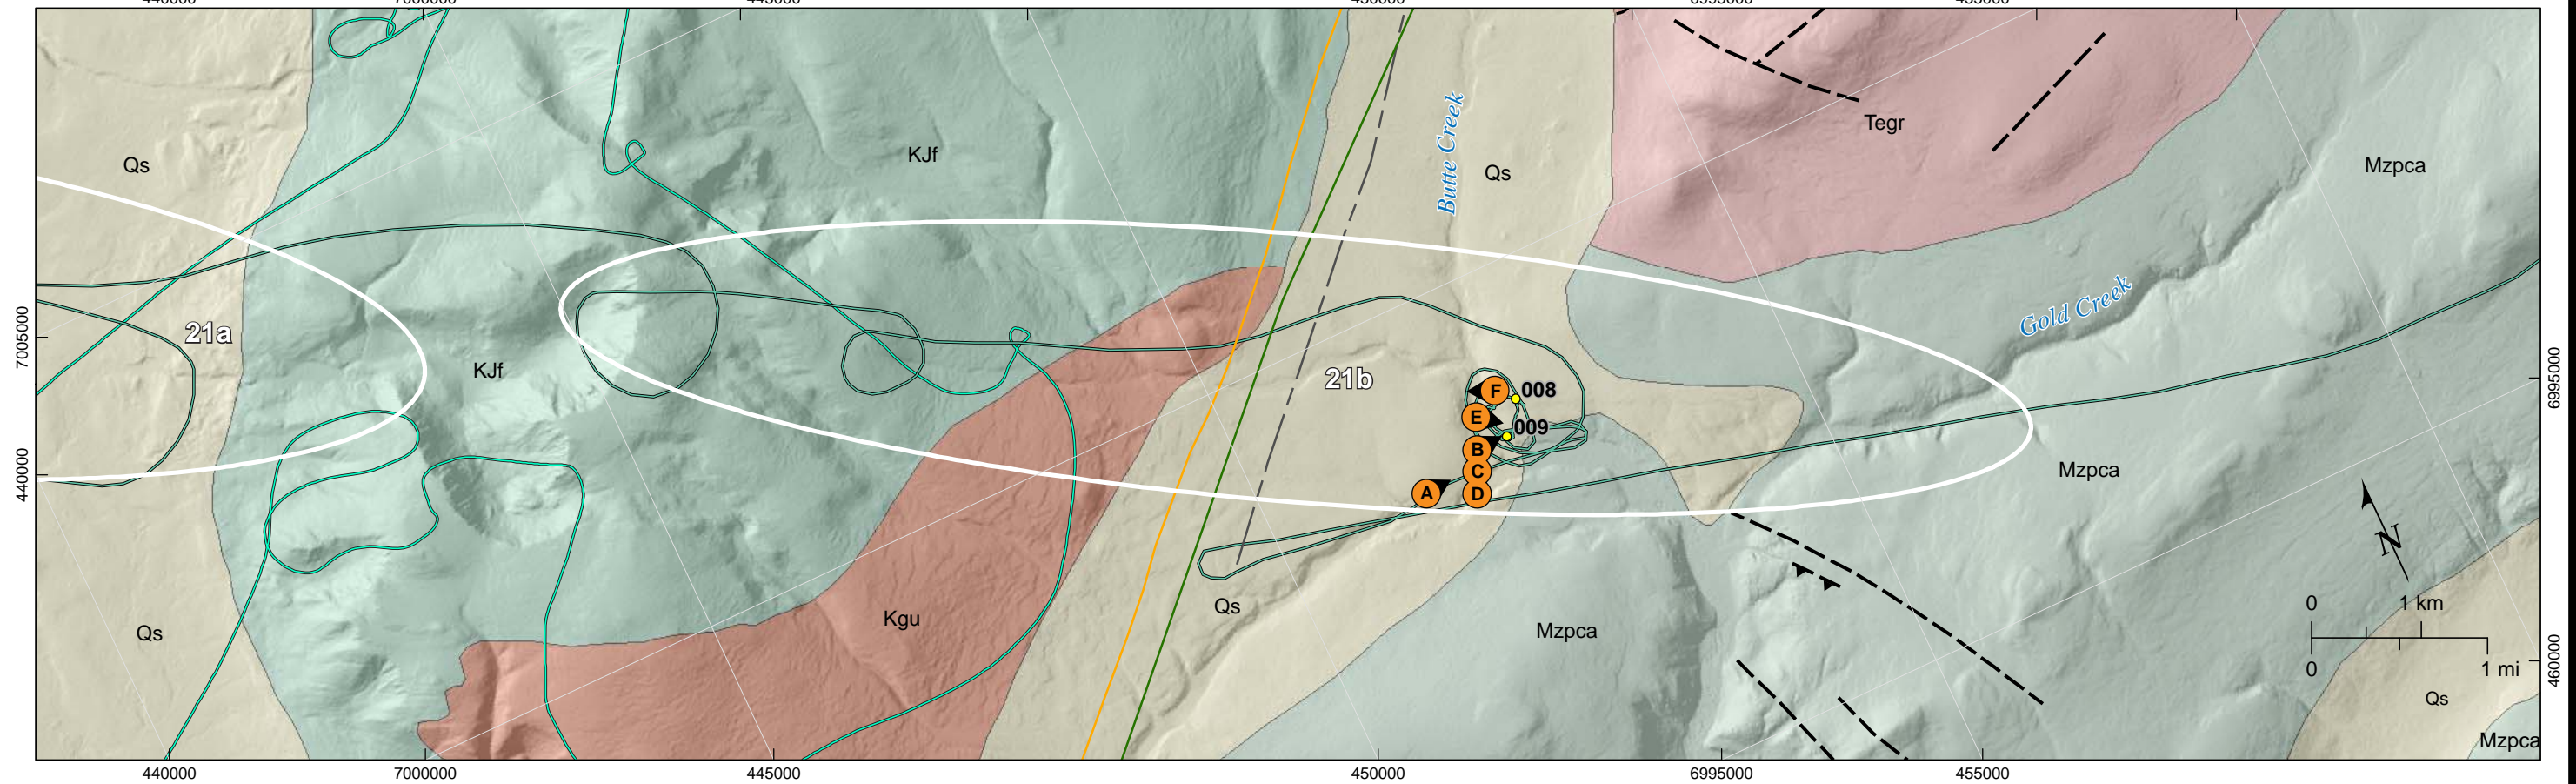 440000 7000000 445000 450000 6995000 455000
Butte Creek
Tegr
KJf
Qs
Mzpca
Qs
Gold Creek
7005000
21a
KJf
21b
F
008
6995000
E
009
B
C
A
D
440000
Mzpca
N
0 1 km
Qs
Kgu
Mzpca
Qs
0 1 mi
460000
Qs
Mzpca
440000 7000000 445000 450000 6995000 455000